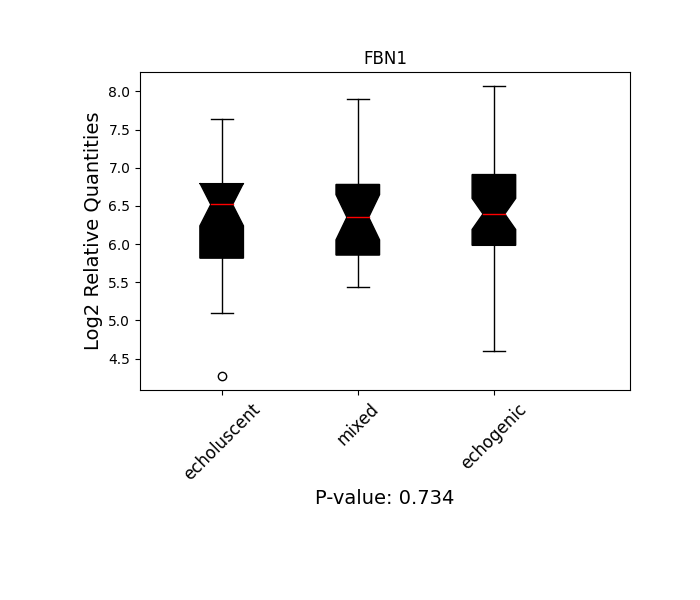 FBN1
Log2 Relative Quantities
8.0
7.5
7.0
6.5
6.0
5.5
5.0
4.5
echoluscent
mixed
echogenic
P-value: 0.734